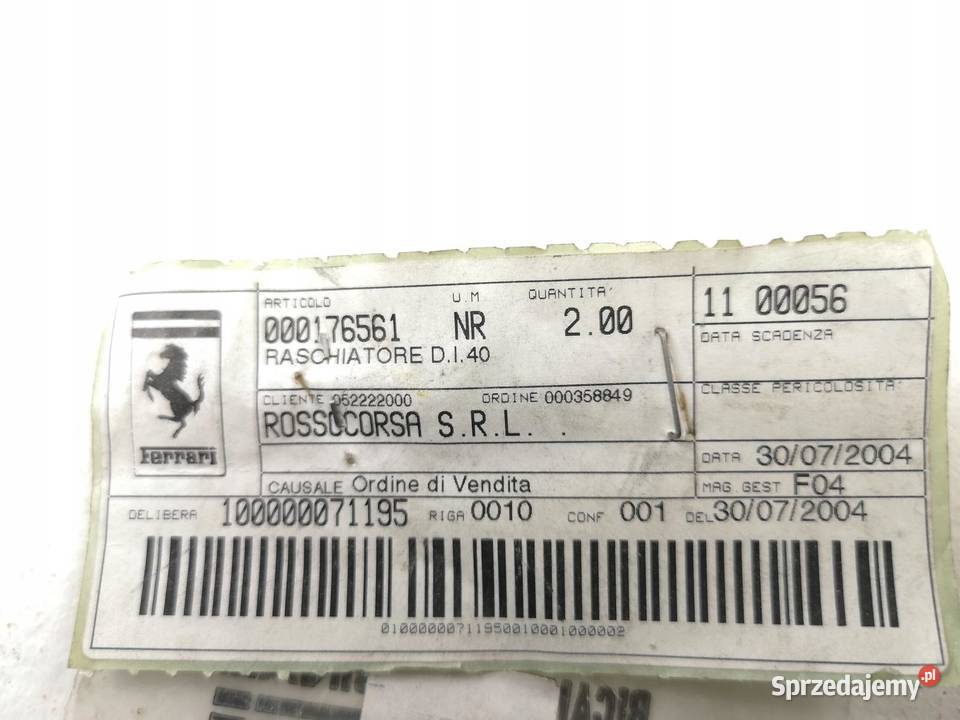 ARTICOLO U.M QUANTITA'
000176561 NR 2.00
RASCHIATORE D.I.40
11 00056
DATA SCADENZA
CLIENTE 052222000 ORDINE 000358849
ROSSOCORSA S.R.L. .
CLASSE PERICOLOSITA'
Ferrari
DATA 30/07/2004
CAUSALE Ordine di Vendita
MAG.GEST F04
DELIBERA 100000071195 RIGA 0010 CONF 001 DEL 30/07/2004
Sprzedajemy.pl